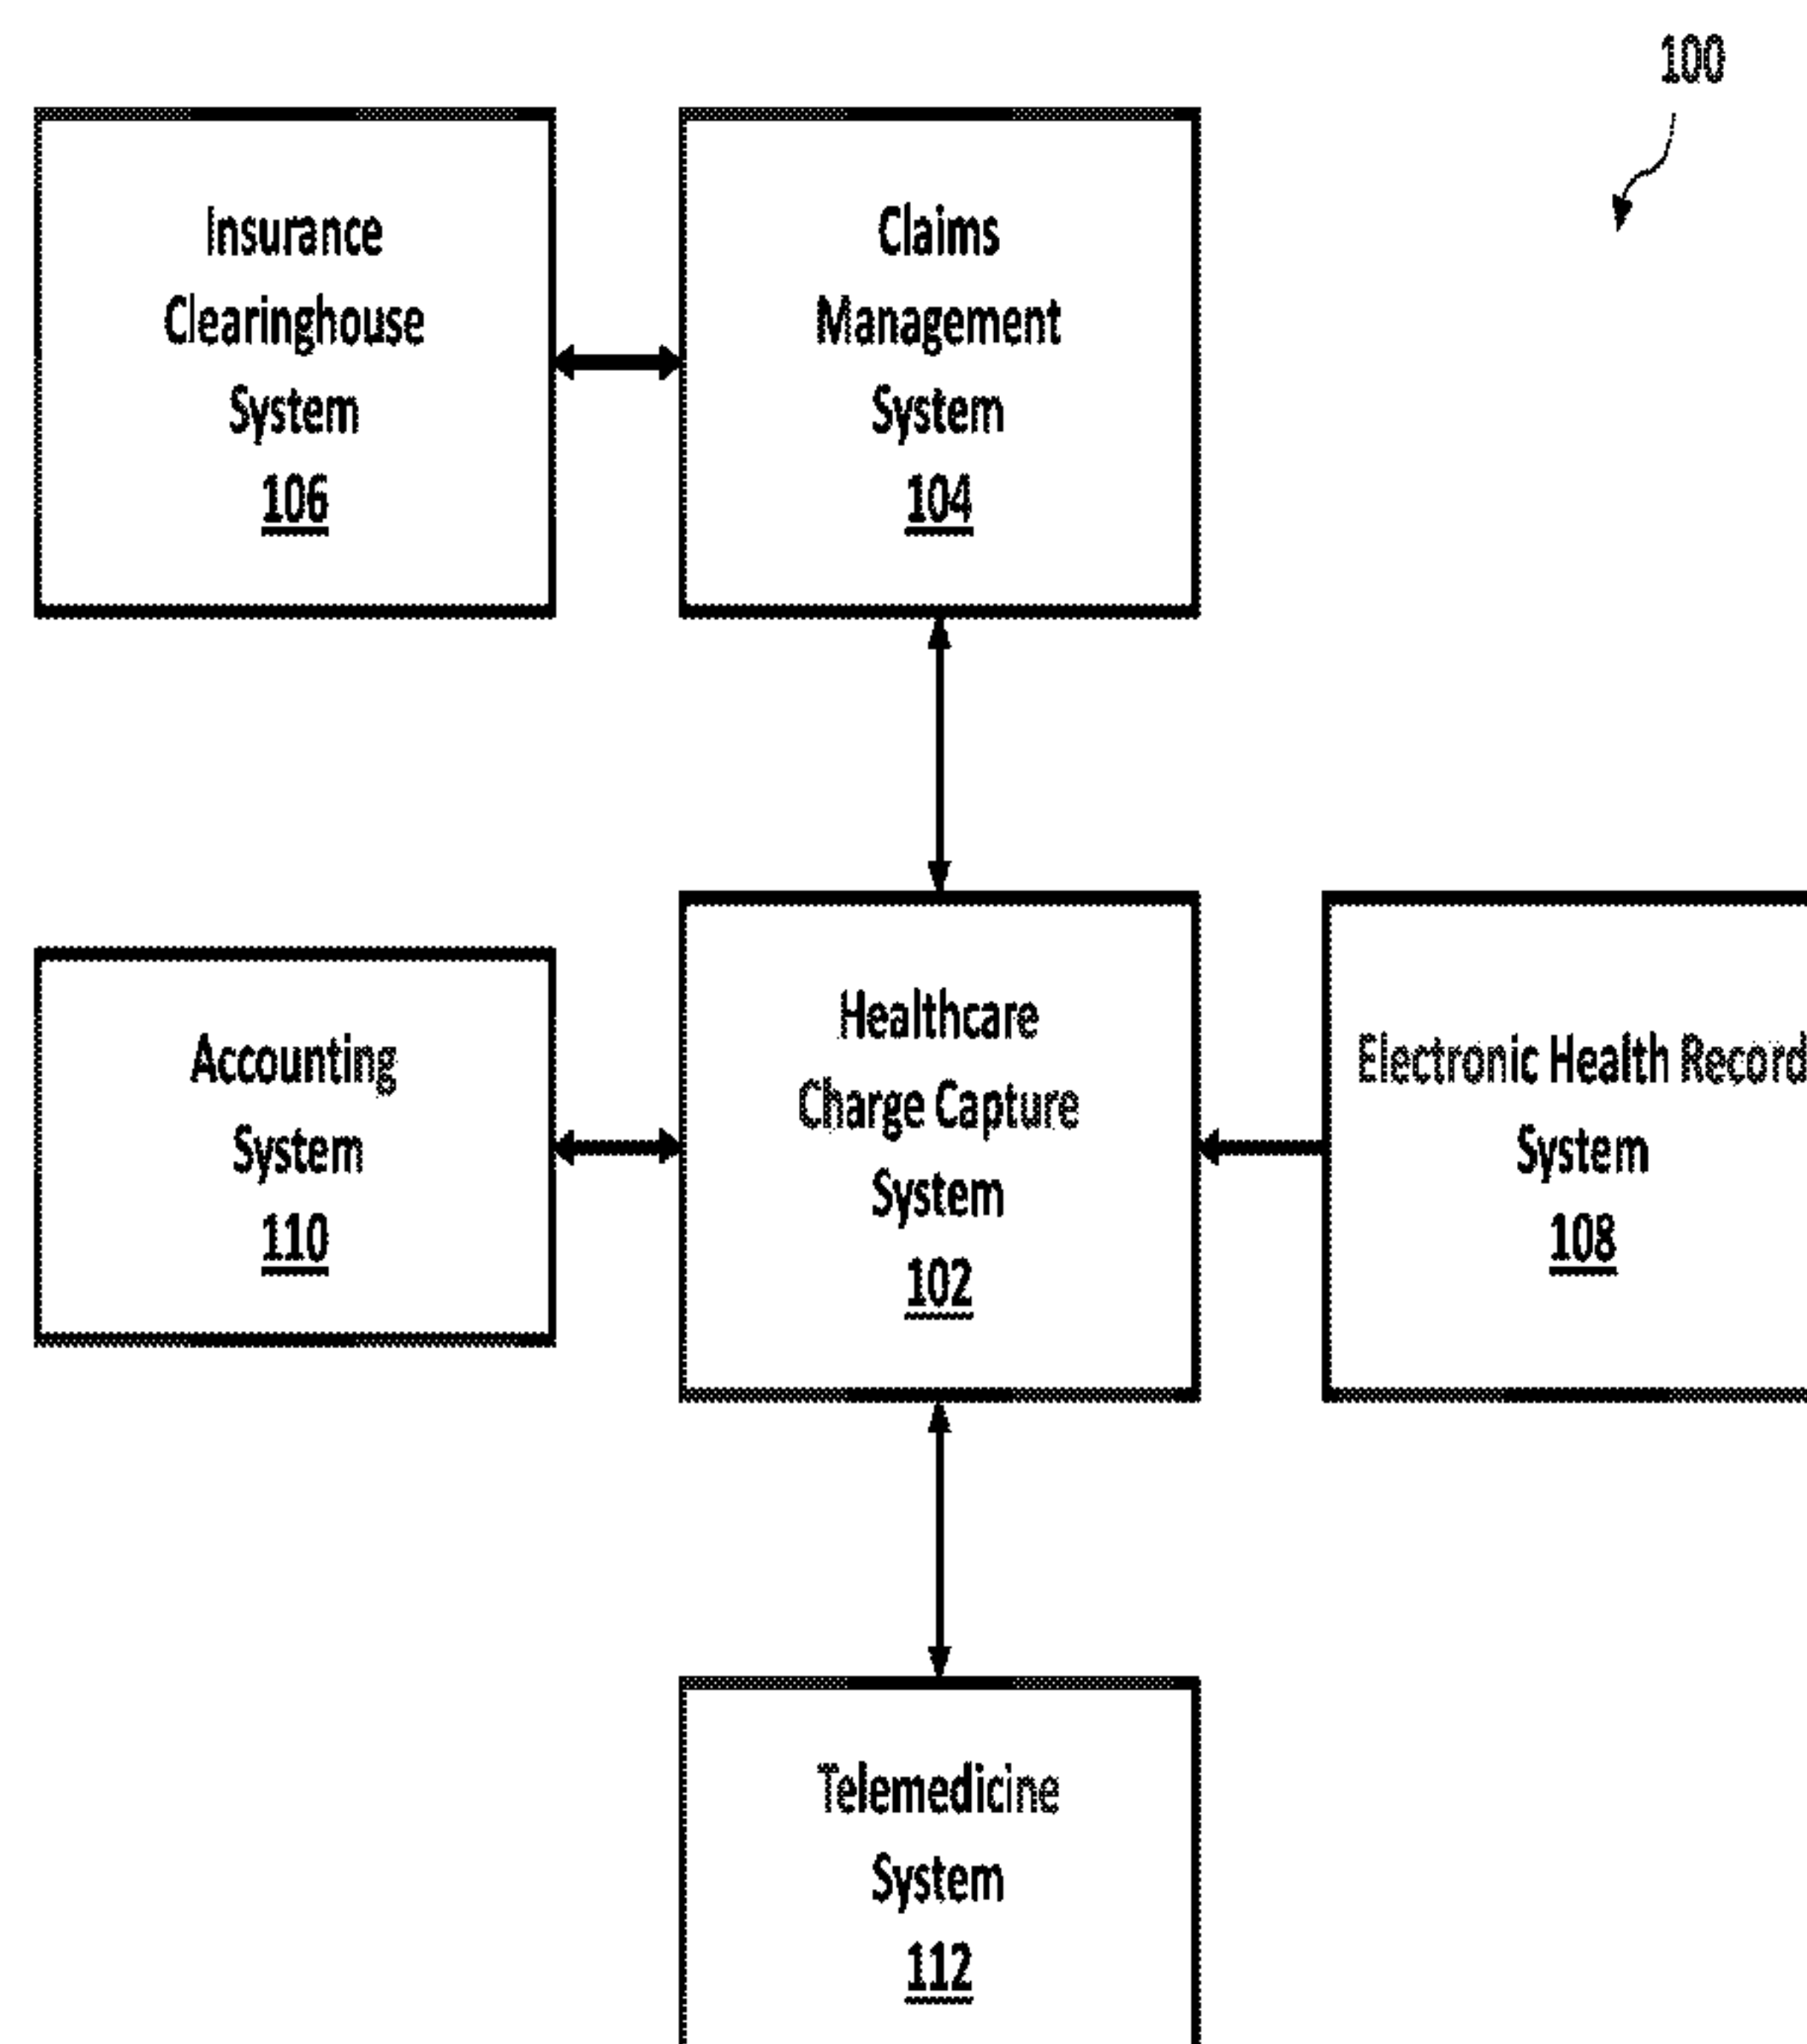 100
Insurance
Clearinghouse
System
106
Claims
Management
System
104
Accounting
System
110
Healthcare
Charge Capture
System
102
Electronic Health Record
System
108
Telemedicine
System
112